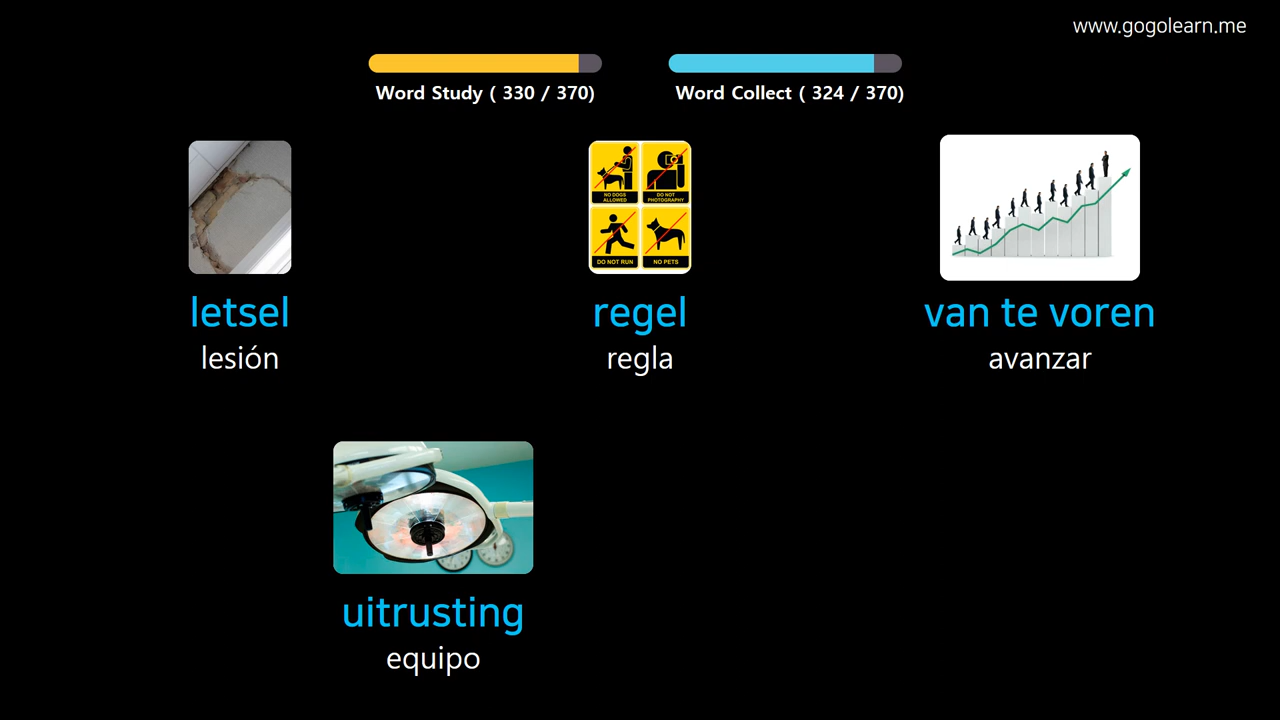 www.gogolearn.me
Word Study ( 330 / 370)
Word Collect ( 324 / 370)
NO DOGS
ALLOWED
DO NOT
PHOTOGRAPHY
DO NOT RUN
NO PETS
letsel
lesión
regel
regla
van te voren
avanzar
uitrusting
equipo